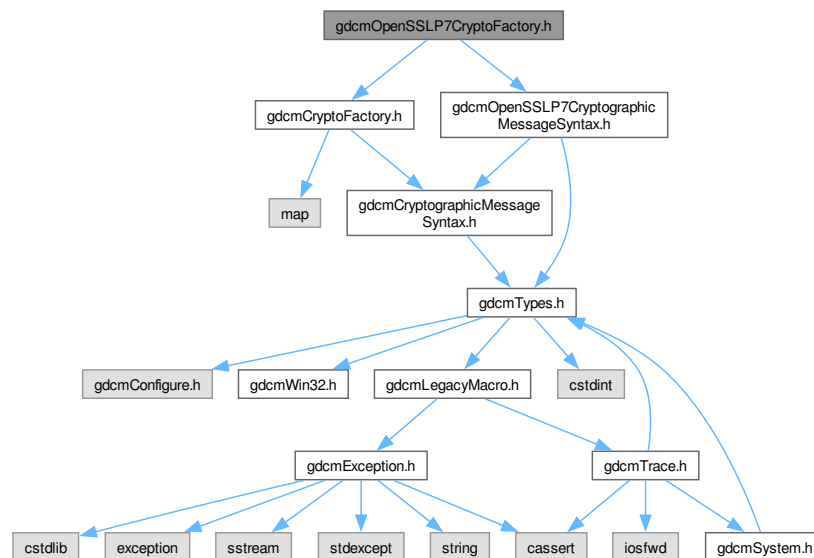 gdcmOpenSSLP7CryptoFactory.h
gdcmCryptoFactory.h
gdcmOpenSSLP7Cryptographic
MessageSyntax.h
map
gdcmCryptographicMessage
Syntax.h
gdcmTypes.h
gdcmConfigure.h
gdcmWin32.h
gdcmLegacyMacro.h
cstdint
gdcmException.h
gdcmTrace.h
cstdlib
exception
sstream
stdexcept
string
cassert
iosfwd
gdcmSystem.h